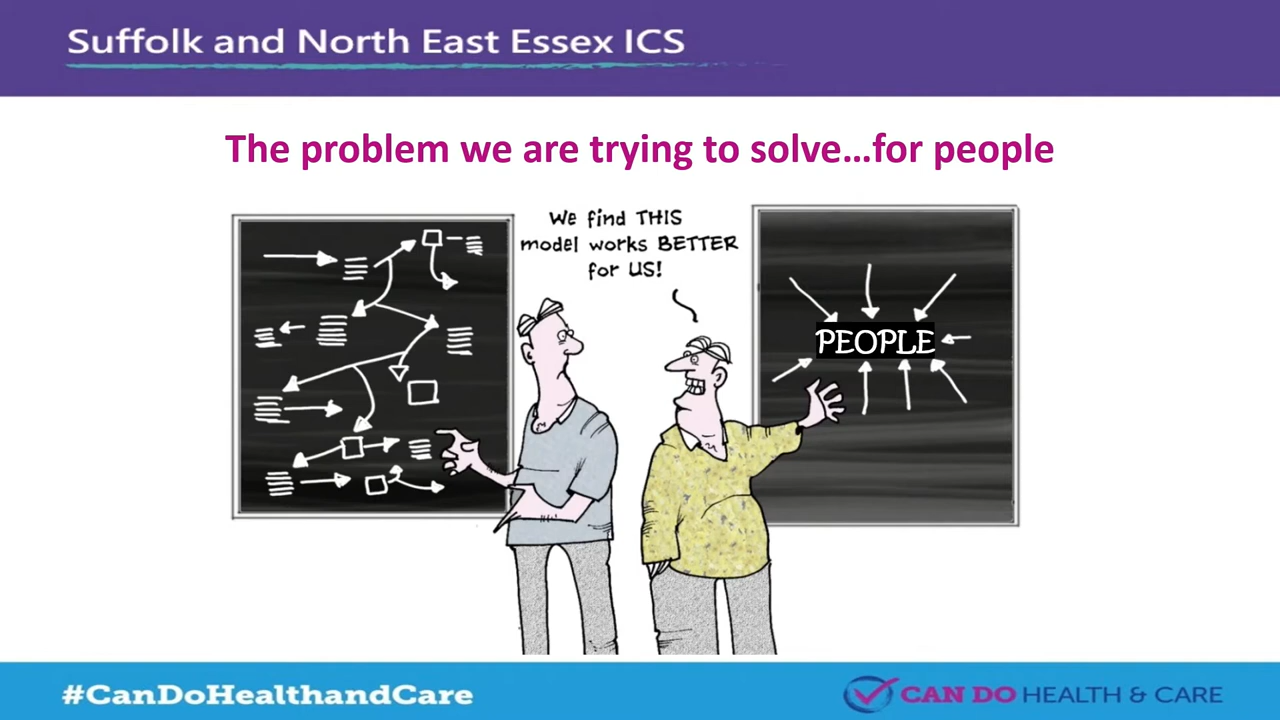 Suffolk and North East Essex ICS
The problem we are trying to solve...for people
We find THIS
model works BETTER
for US!
PEOPLE
#CanDoHealthandCare
CAN DO HEALTH & CARE